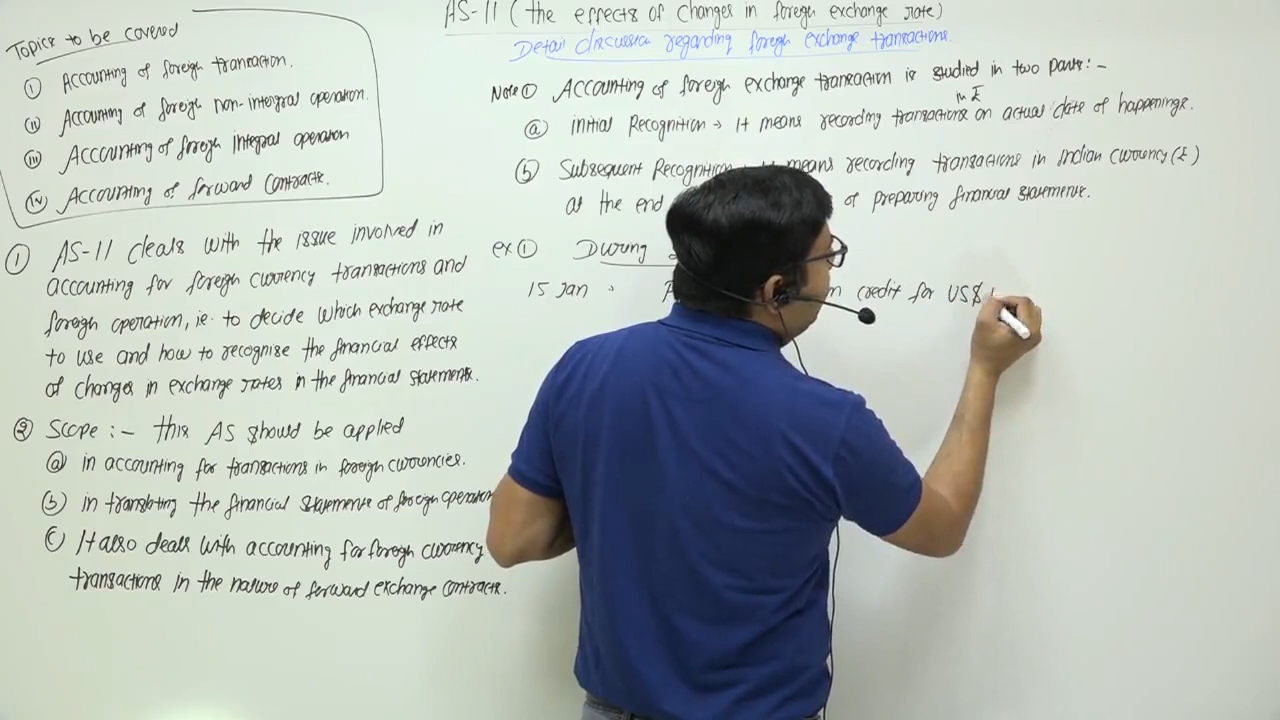 AS-11 (the effects of changes in foreign exchange rate)
Detail discussion regarding foreign exchange transactions.
Topics to be covered
(i) Accounting of foreign transaction.
(ii) Accounting of foreign non-intergral operation.
(iii) Accounting of foreign integral operation
(iv) Accounting of forward contracts.
① AS-11 deals with the issue involved in
accounting for foreign currency transactions and
foreign operation, i.e. to decide which exchange rate
to use and how to recognise the financial effects
of changes in exchange rates in the financial statements.
② Scope :- this AS should be applied
ⓐ in accounting for transactions in foreign currencies.
ⓑ in translating the financial statements of foreign operation
ⓒ It also deals with accounting for foreign currency
transactions in the nature of forward exchange contracts.
Note ① Accounting of foreign exchange transaction is studied in two parts:-
in ₹
ⓐ initial Recognition → It means recording transactions on actual date of happenings.
ⓑ Subsequent Recognition means recording transactions in Indian currency (₹)
at the end of preparing financial statements.
ex ① During
15 Jan : credit for US$